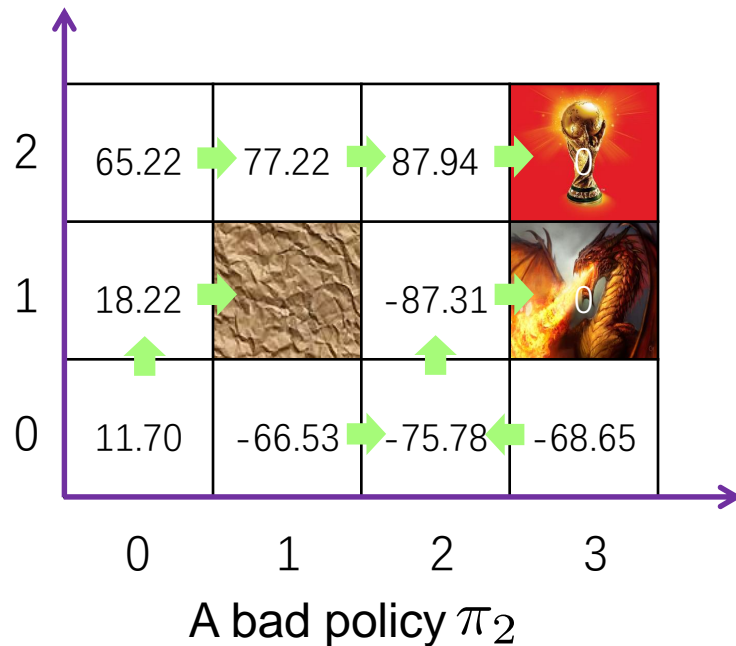 2 65.22 77.22 87.94 0
1 18.22 -87.31 0
0 11.70 -66.53 -75.78 -68.65
0 1 2 3
A bad policy π₂